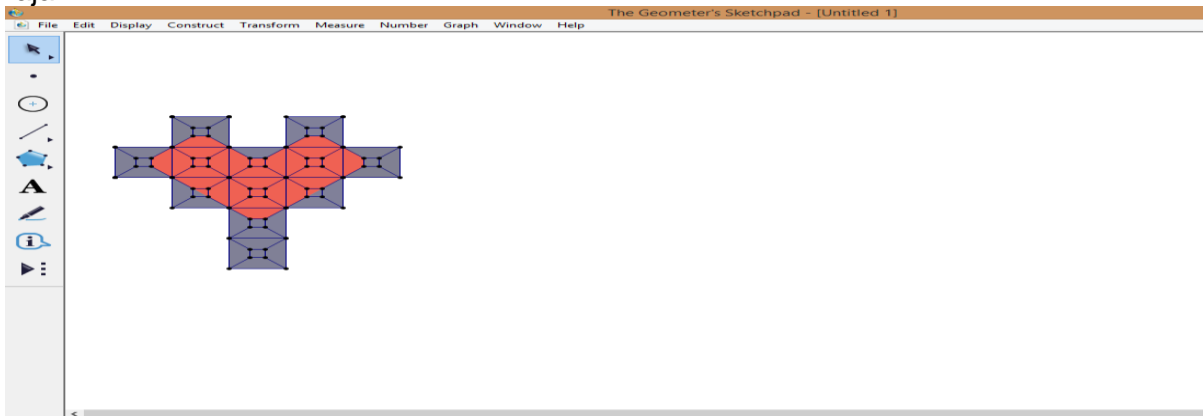 The Geometer's Sketchpad - [Untitled 1]
File Edit Display Construct Transform Measure Number Graph Window Help
A
i